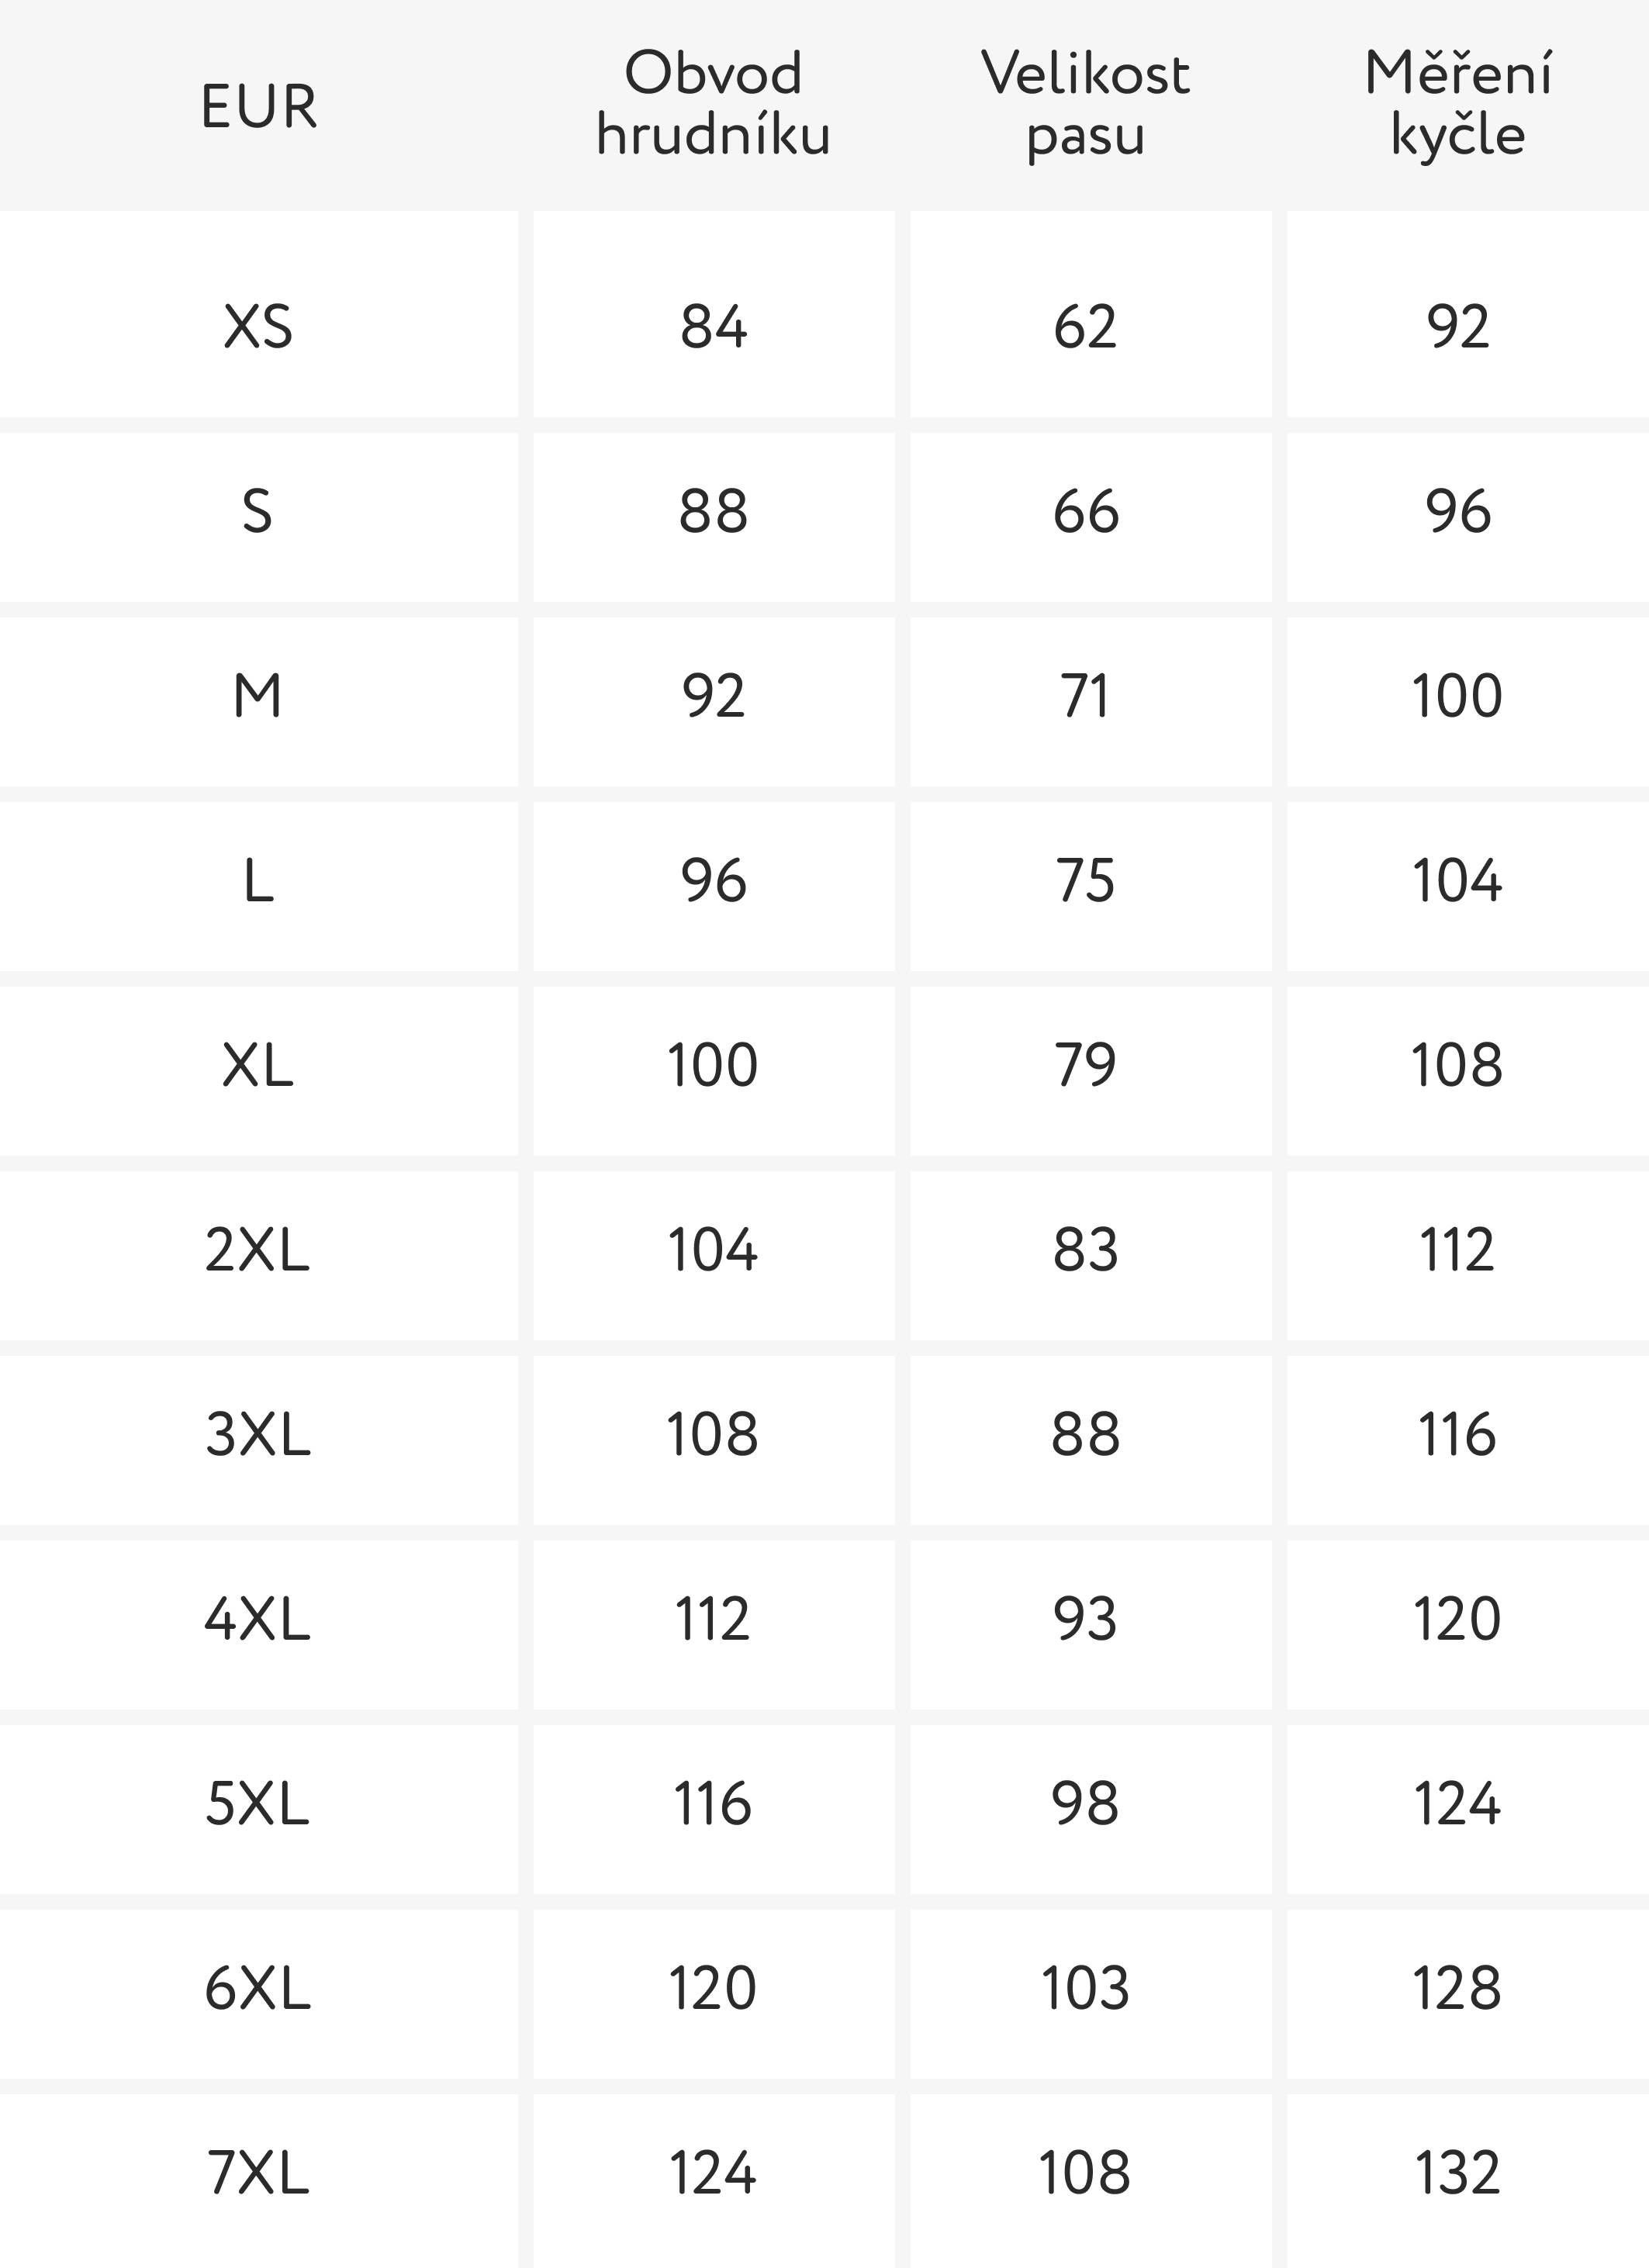 EUR
Obvod
hrudníku
Velikost
pasu
Měření
kyčle
XS 84 62 92
S 88 66 96
M 92 71 100
L 96 75 104
XL 100 79 108
2XL 104 83 112
3XL 108 88 116
4XL 112 93 120
5XL 116 98 124
6XL 120 103 128
7XL 124 108 132